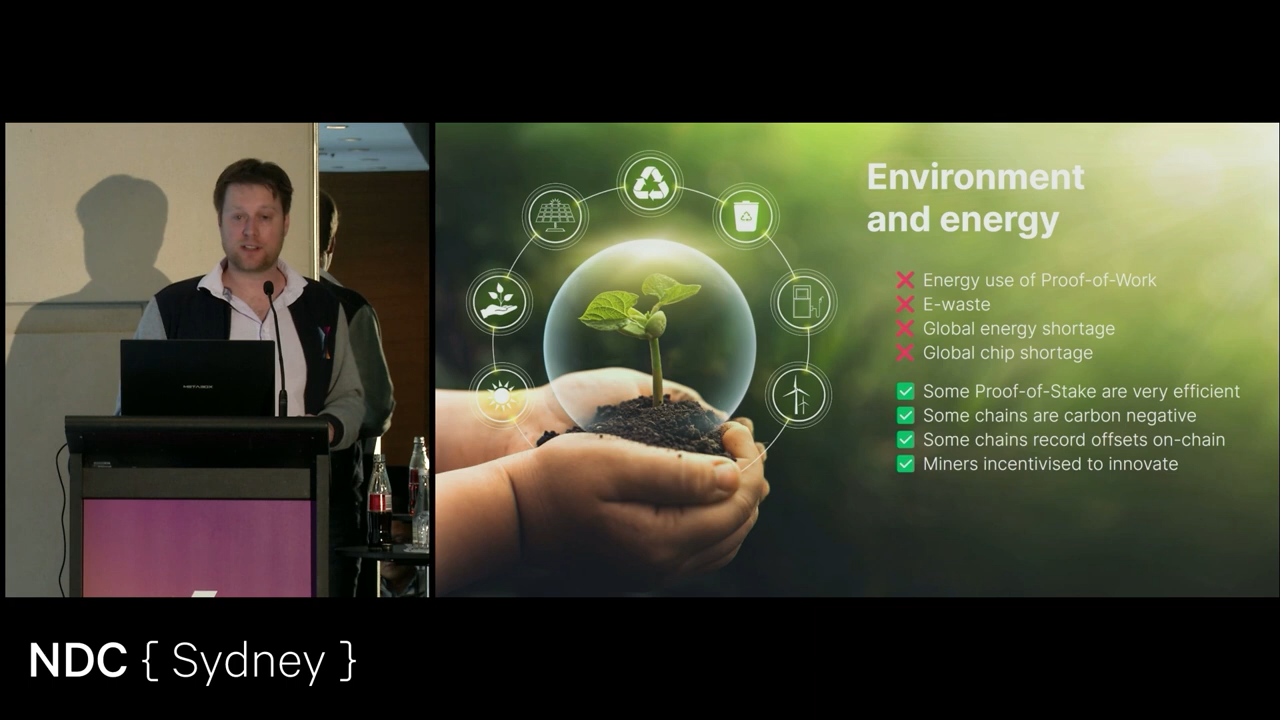 Environment
and energy
Energy use of Proof-of-Work
E-waste
Global energy shortage
Global chip shortage
Some Proof-of-Stake are very efficient
Some chains are carbon negative
Some chains record offsets on-chain
Miners incentivised to innovate
NDC { Sydney }